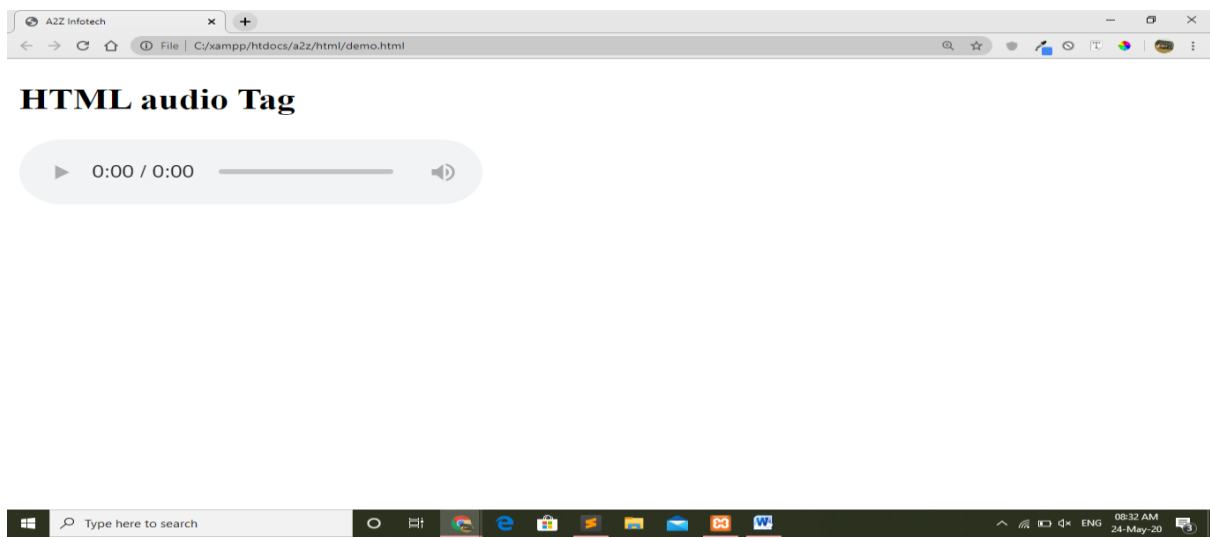 A2Z Infotech
File C:/xampp/htdocs/a2z/html/demo.html
HTML audio Tag
0:00 / 0:00
Type here to search
ENG
08:32 AM
24-May-20
3